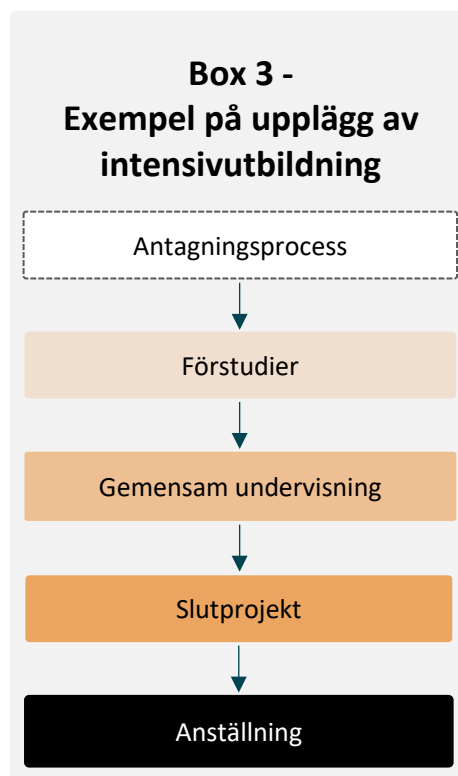 Box 3 -
Exempel på upplägg av
intensivutbildning
Antagningsprocess
Förstudier
Gemensam undervisning
Slutprojekt
Anställning